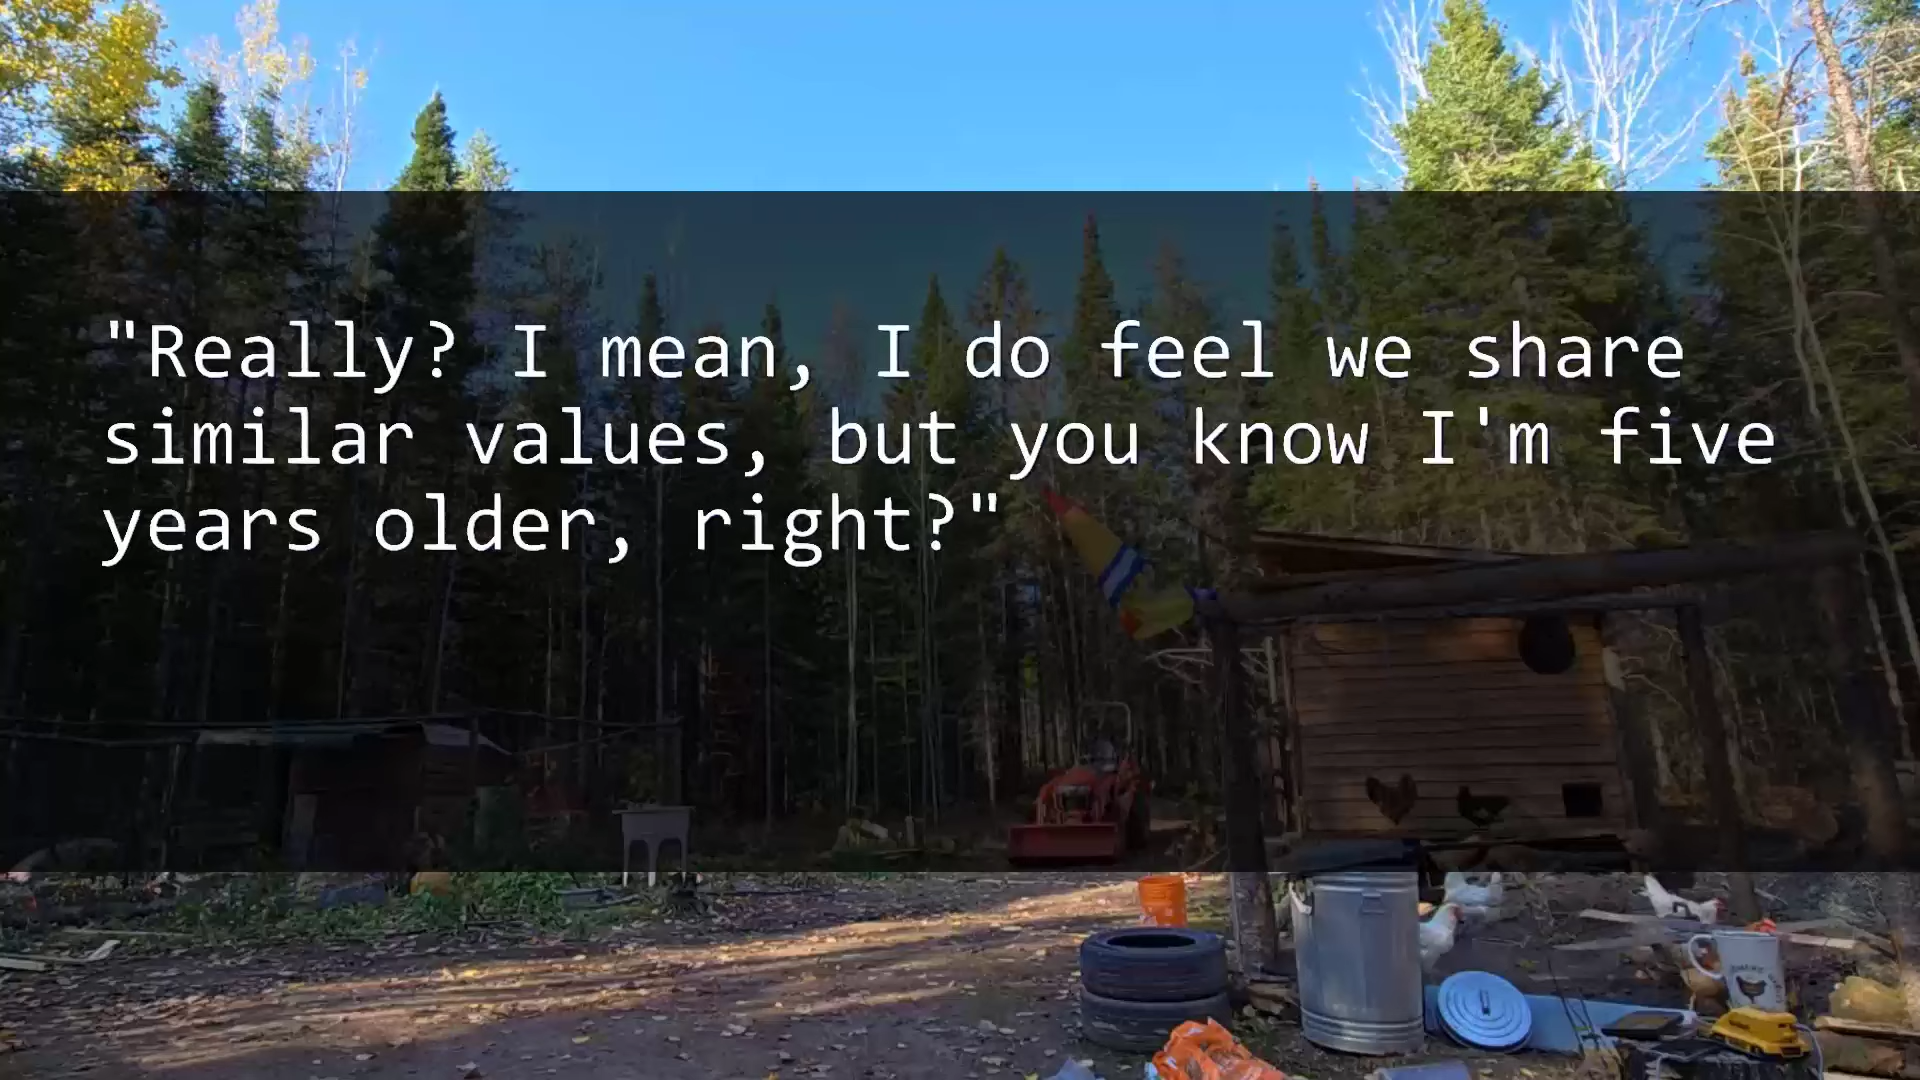 "Really? I mean, I do feel we share
similar values, but you know I'm five
years older, right?"